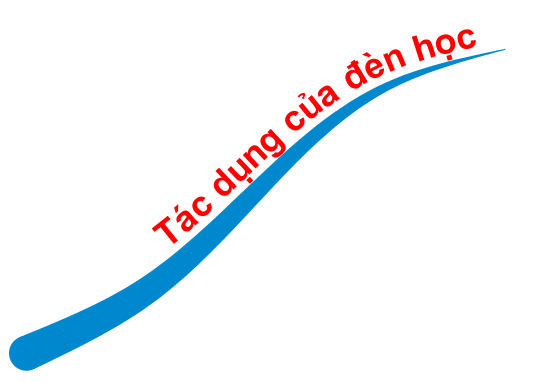 Tác dụng của đèn học